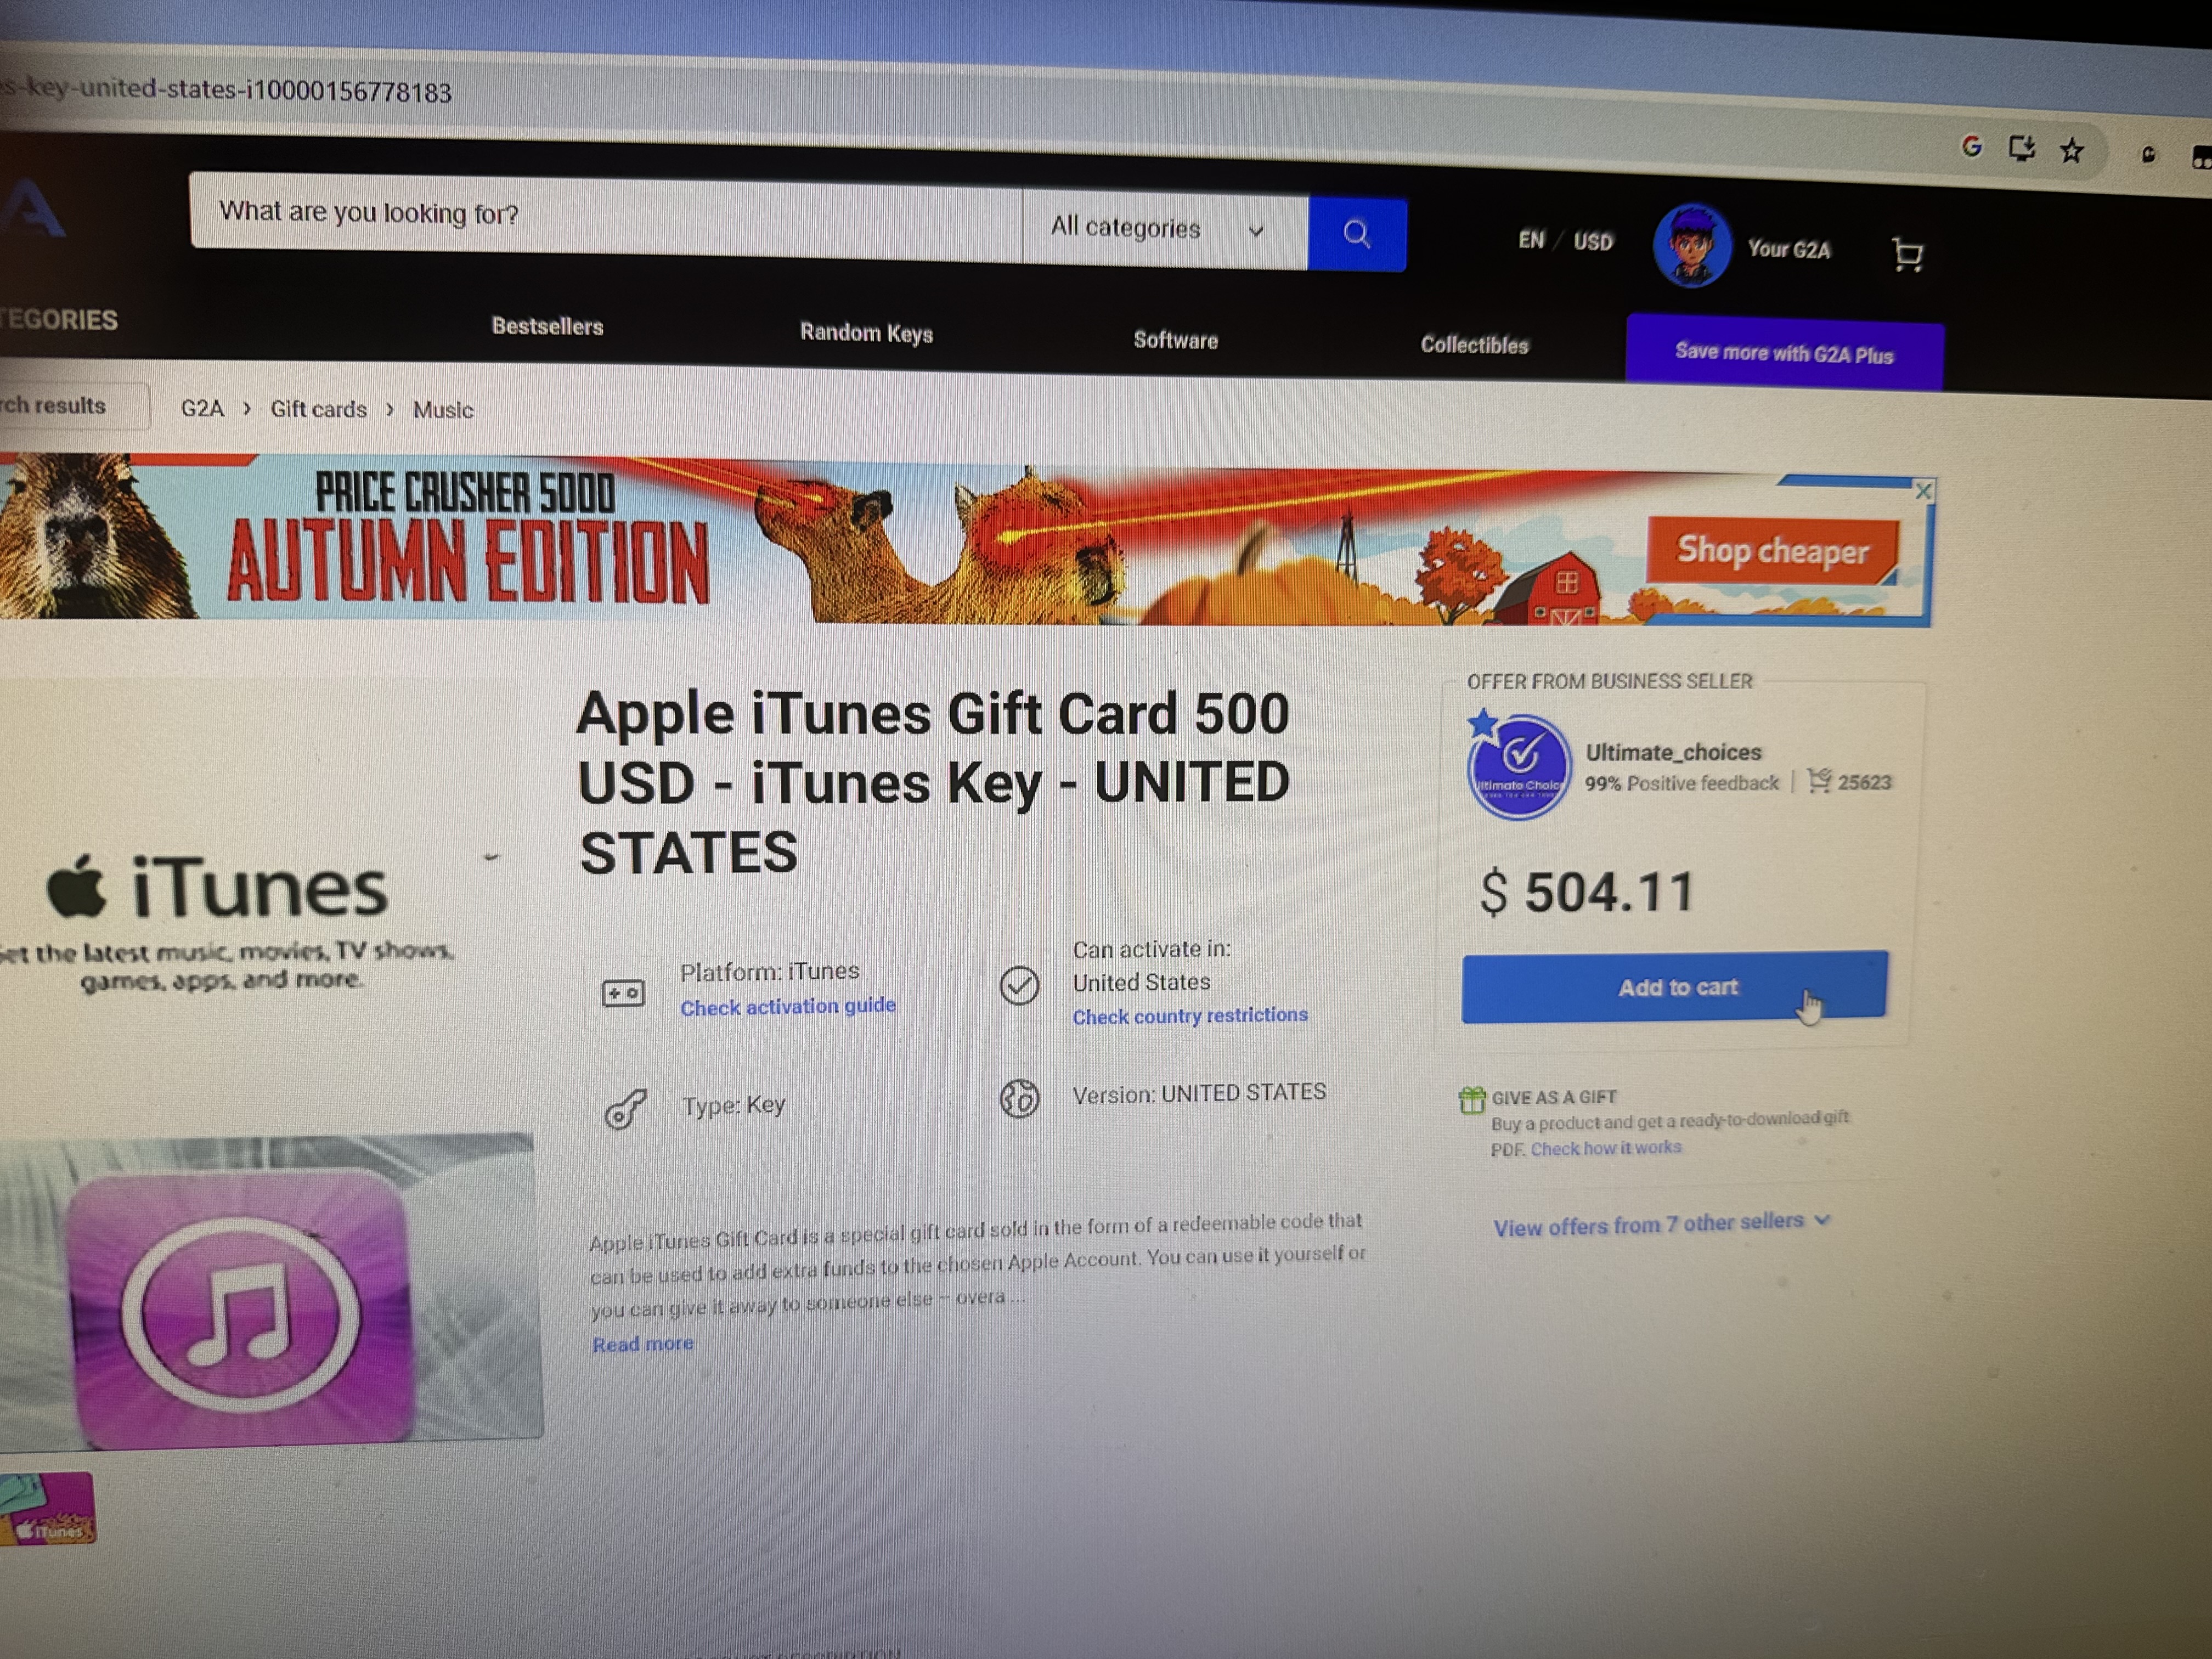 s-key-united-states-i10000156778183
A
What are you looking for?
All categories
EN / USD
Your G2A
TEGORIES
Bestsellers
Random Keys
Software
Collectibles
Save more with G2A Plus
rch results
G2A > Gift cards > Music
PRICE CRUSHER 5000
AUTUMN EDITION
Shop cheaper
Apple iTunes Gift Card 500
USD - iTunes Key - UNITED
STATES
OFFER FROM BUSINESS SELLER
Ultimate_choices
99% Positive feedback | 25623
$ 504.11
Add to cart
iTunes
et the latest music, movies, TV shows,
games, apps, and more.
Platform: iTunes
Check activation guide
Can activate in:
United States
Check country restrictions
Type: Key
Version: UNITED STATES
GIVE AS A GIFT
Buy a product and get a ready-to-download gift
PDF. Check how it works
View offers from 7 other sellers
Apple iTunes Gift Card is a special gift card sold in the form of a redeemable code that
can be used to add extra funds to the chosen Apple Account. You can use it yourself or
you can give it away to someone else – overa ...
Read more
iTunes